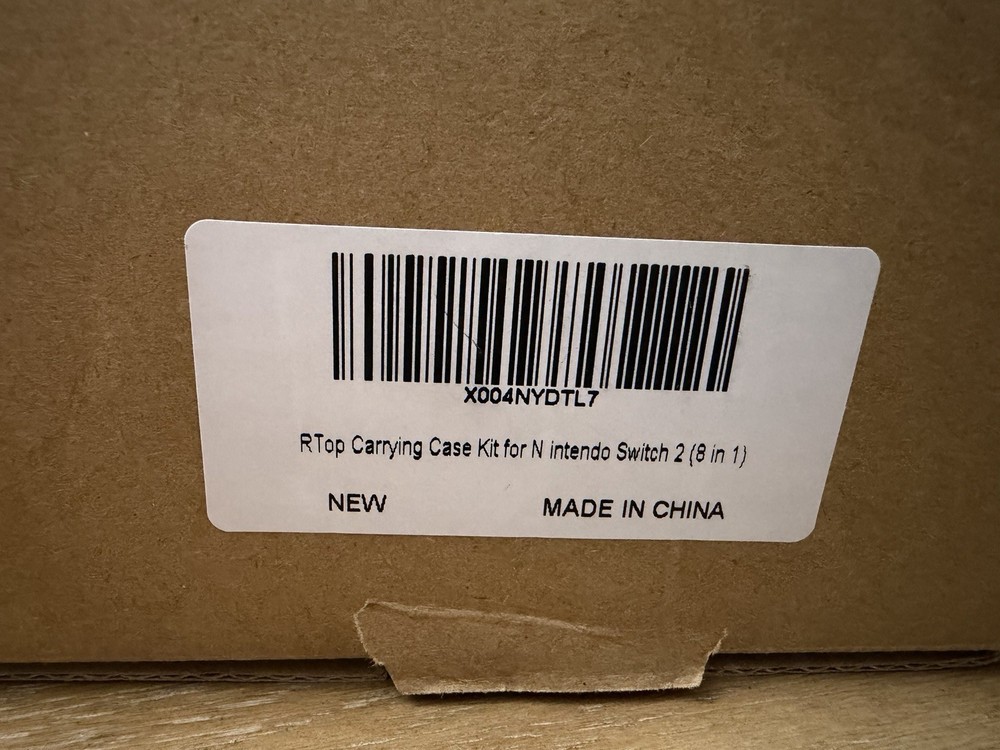 X004NYDTL7
RTop Carrying Case Kit for N intendo Switch 2 (8 in 1)
NEW MADE IN CHINA